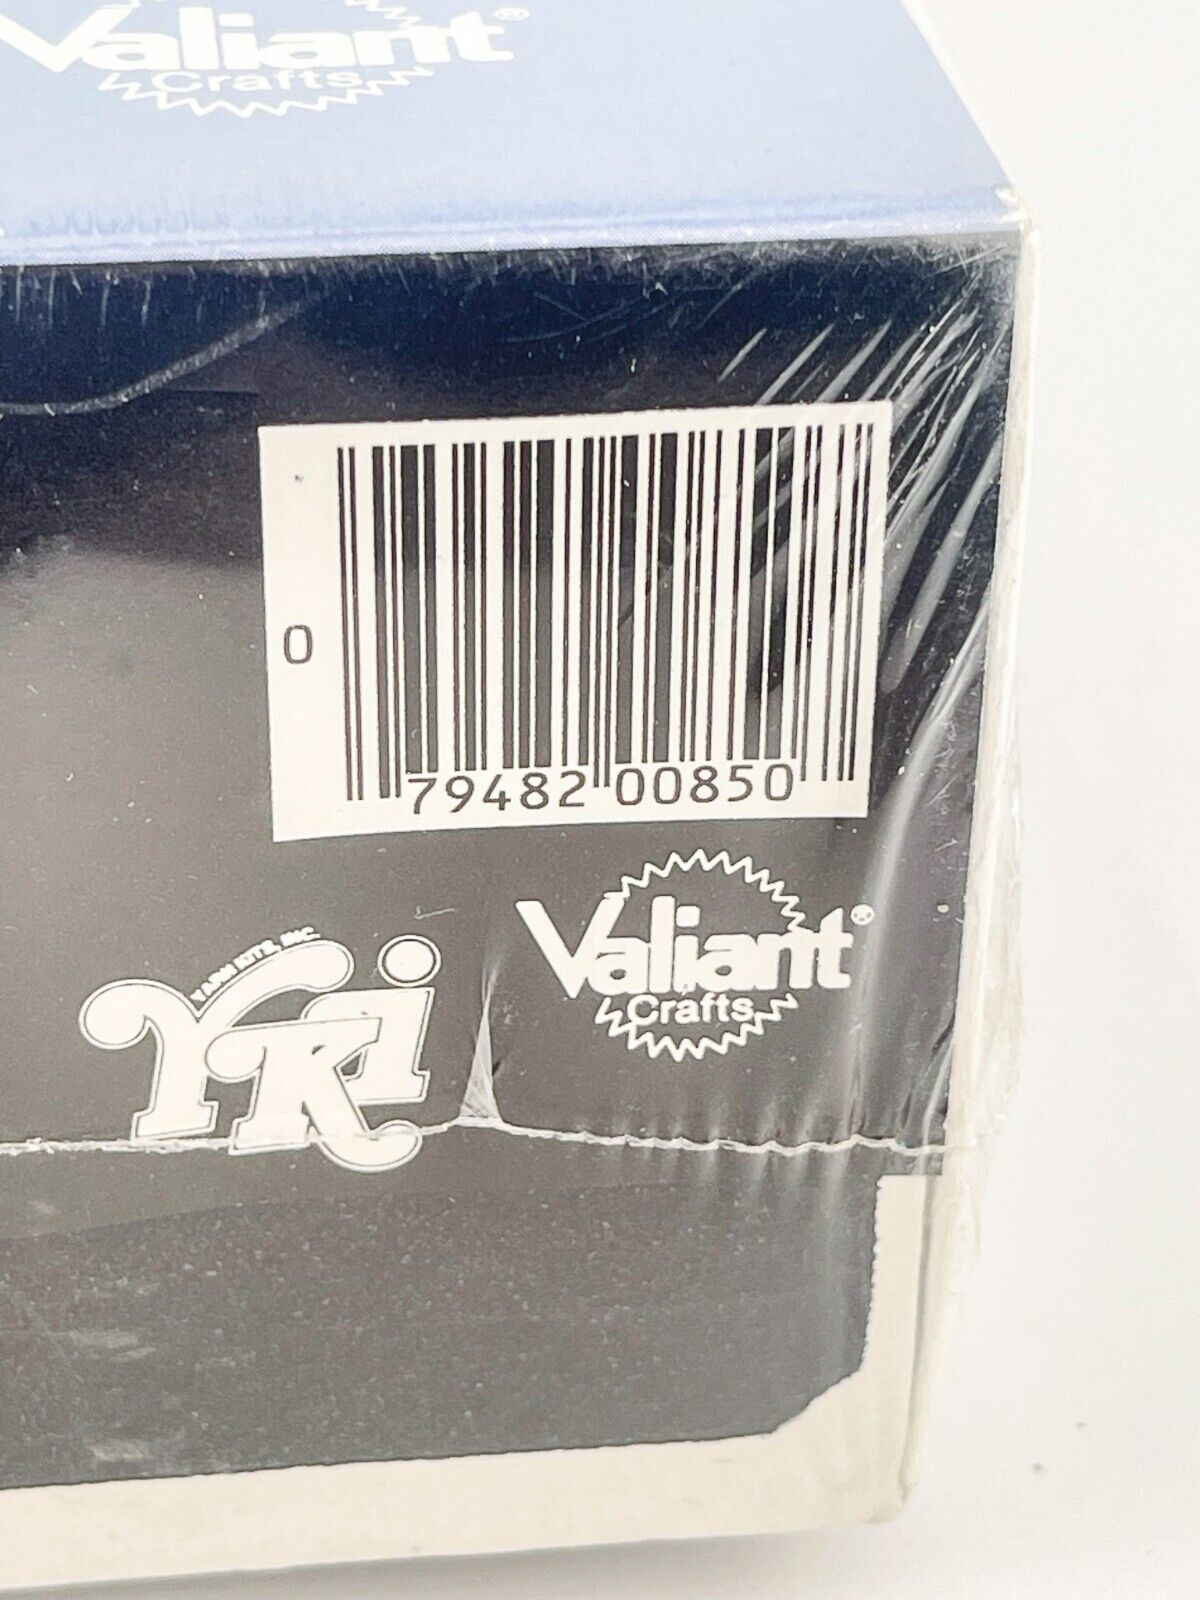 Valiant®
Crafts
0
79482 00850
YARN KITS, INC.
YKi
Valiant®
Crafts